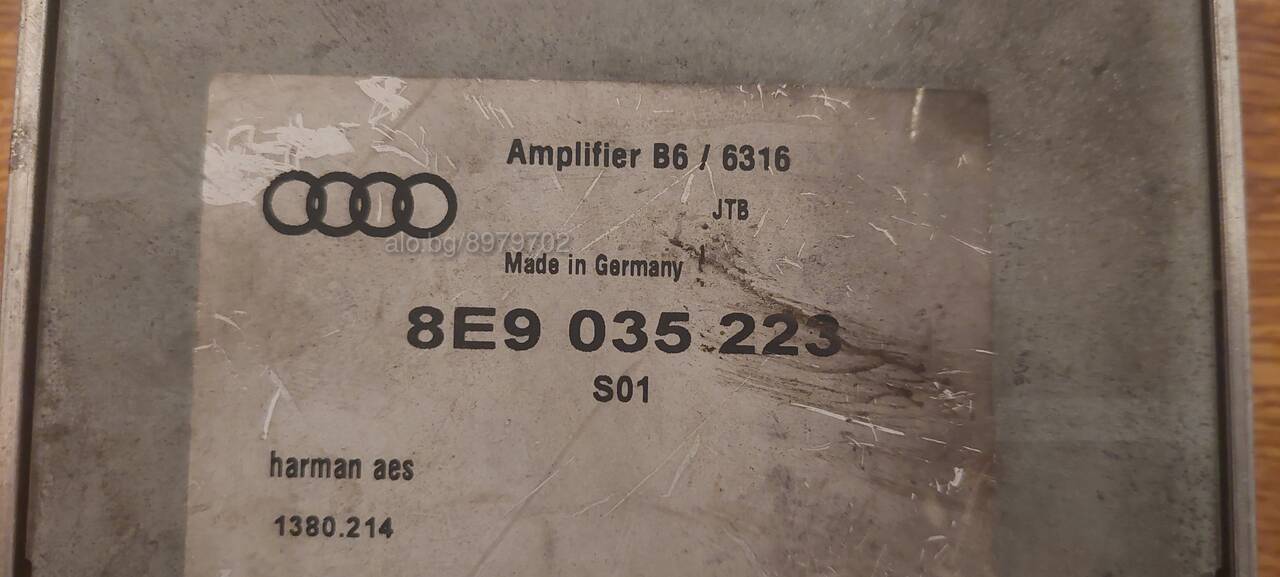 Amplifier B6 / 6316
JTB
alo.bg/8979702
Made in Germany
8E9 035 223
S01
harman aes
1380.214